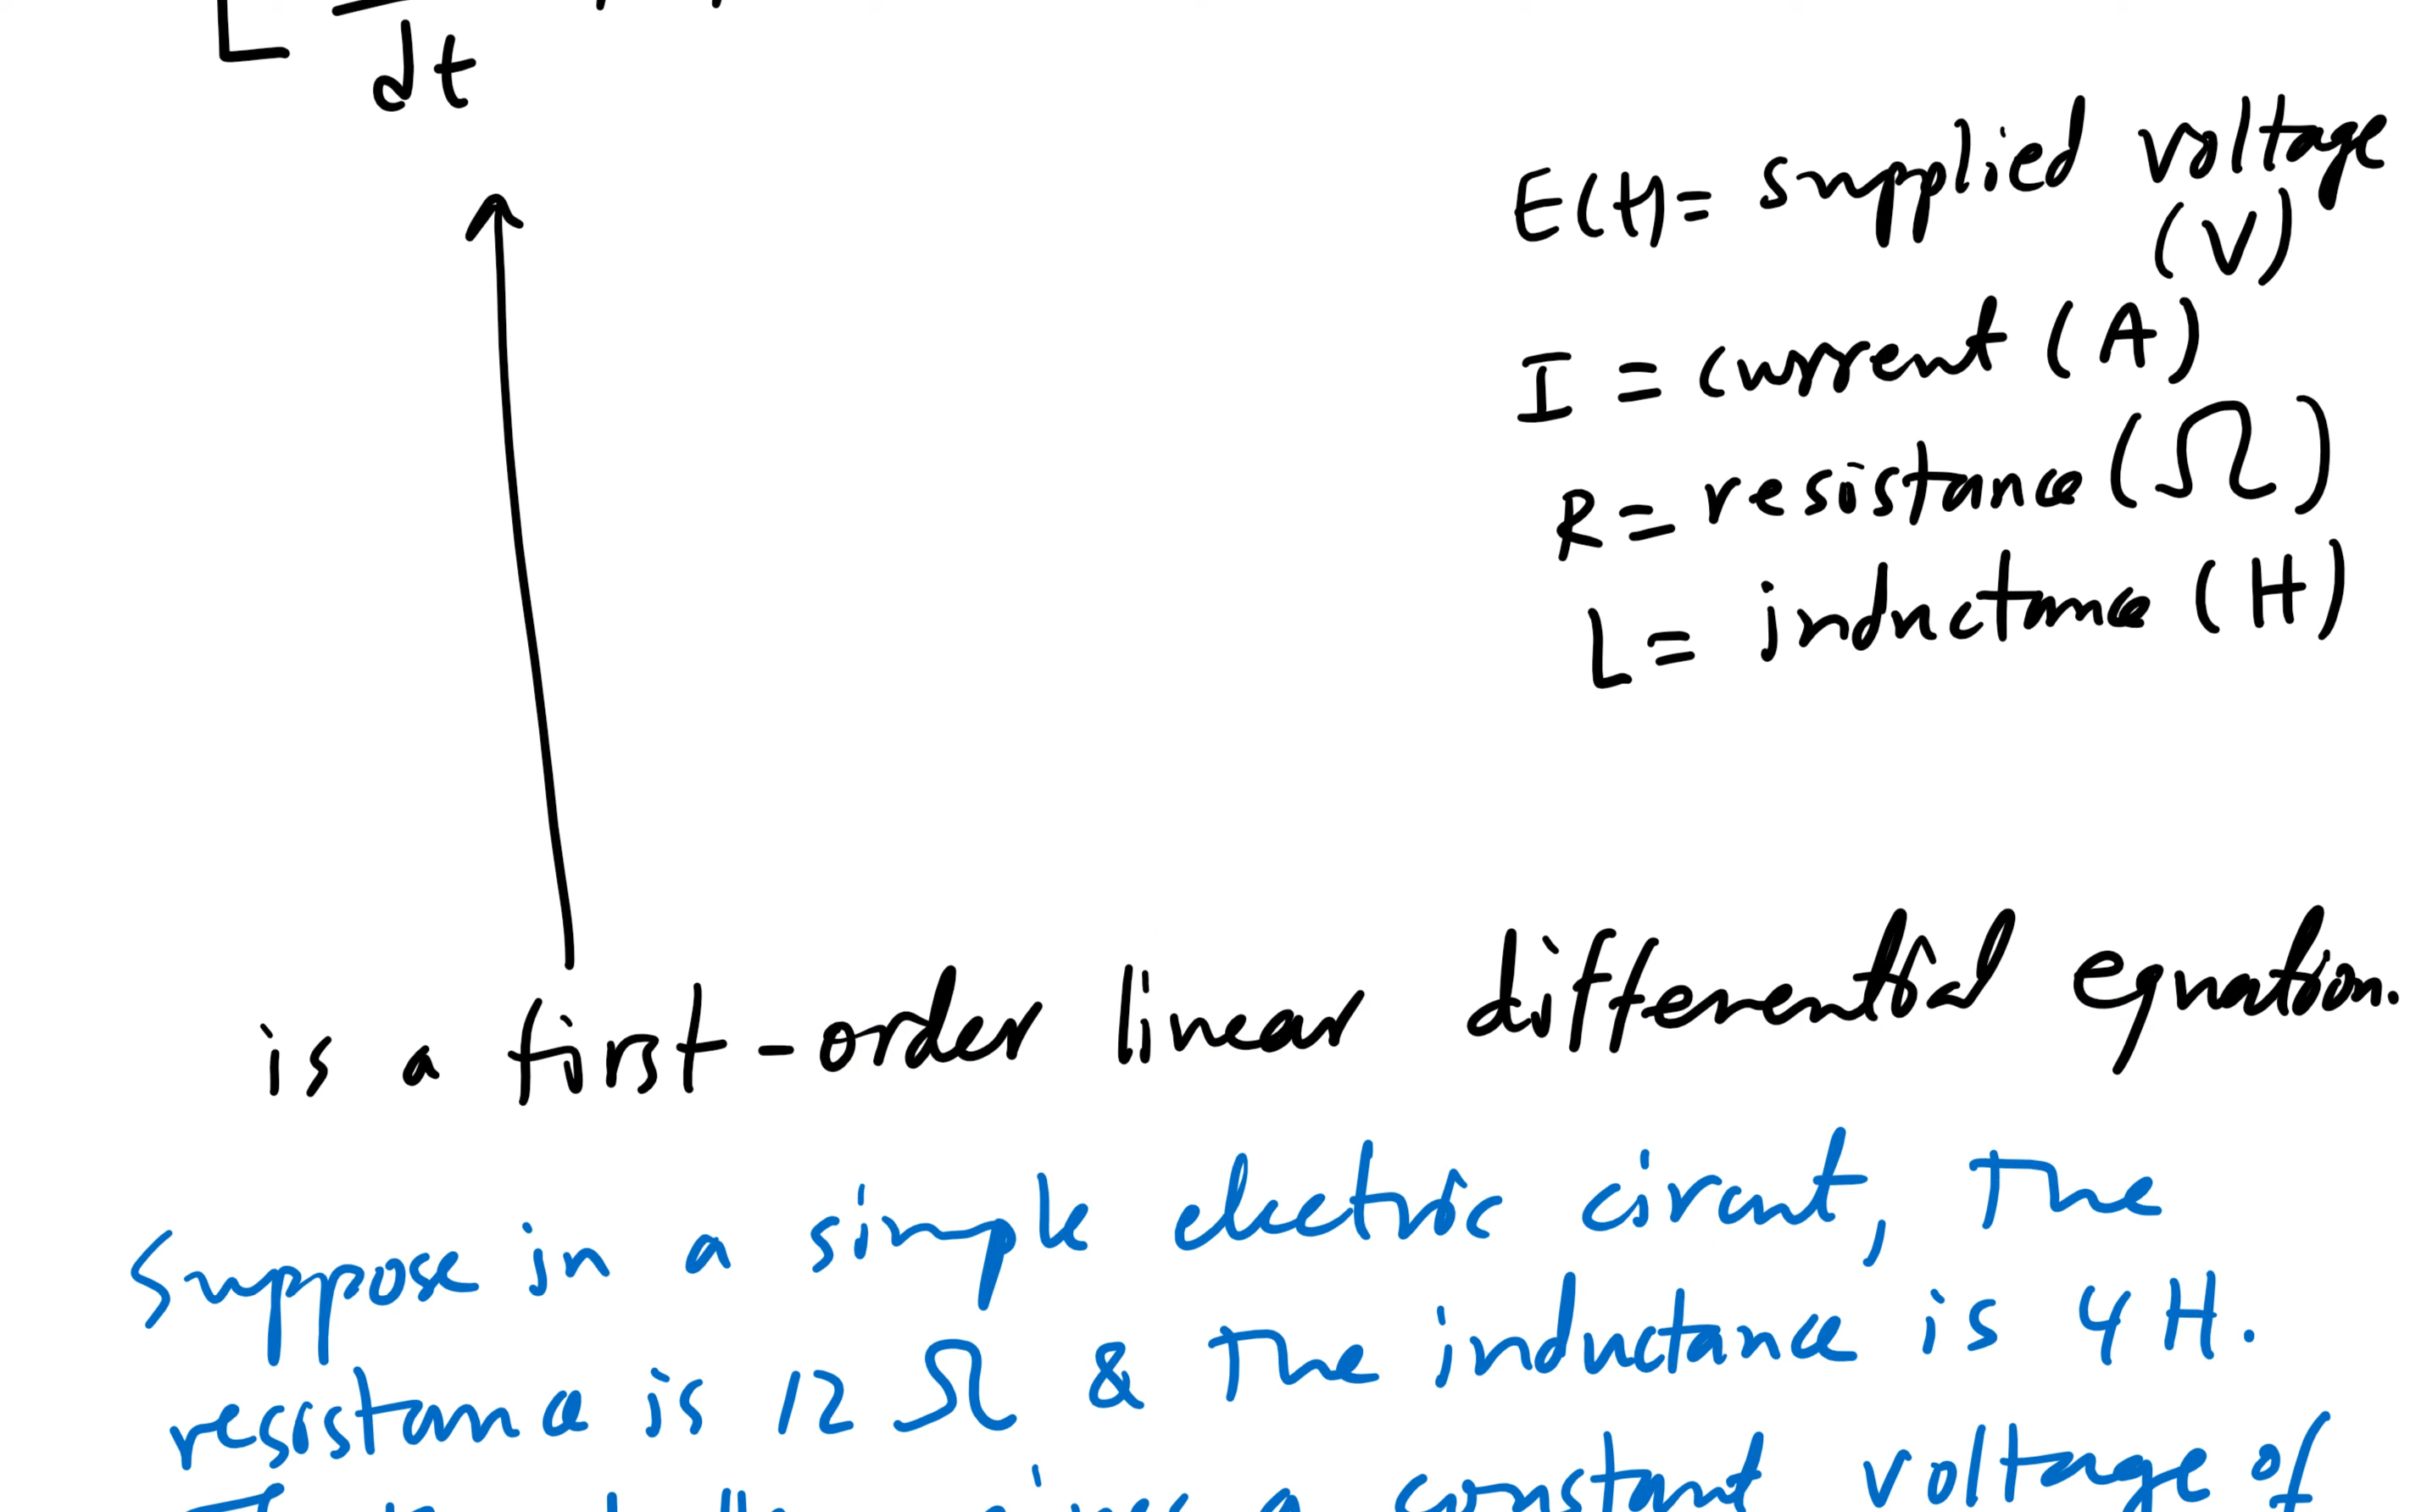 L
dt
E(t)= supplied voltage
(V)
I = current (A)
R = resistance (Ω)
L = inductance (H)
is a first-order linear differential equation.
Suppose in a simple electric circuit, the
resistance is 12 Ω & the inductance is 4 H.
a constant voltage of